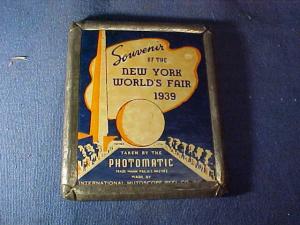 Souvenir
OF THE
NEW YORK
WORLD'S FAIR
1939
TAKEN BY THE
PHOTOMATIC
MADE BY
INTERNATIONAL MUTOSCOPE REEL CO.